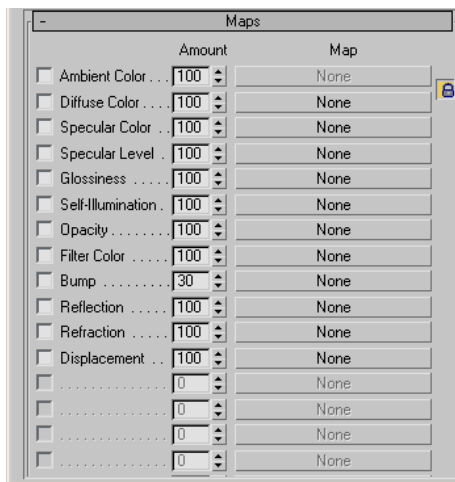 - Maps
Amount Map
Ambient Color . . . 100 None
Diffuse Color . . . . 100 None
Specular Color . . 100 None
Specular Level . 100 None
Glossiness . . . . . 100 None
Self-Illumination . 100 None
Opacity . . . . . . . . 100 None
Filter Color . . . . . 100 None
Bump . . . . . . . . . 30 None
Reflection . . . . . 100 None
Refraction . . . . . 100 None
Displacement . . 100 None
. . . . . . . . . . . . . . 0 None
. . . . . . . . . . . . . . 0 None
. . . . . . . . . . . . . . 0 None
. . . . . . . . . . . . . . 0 None